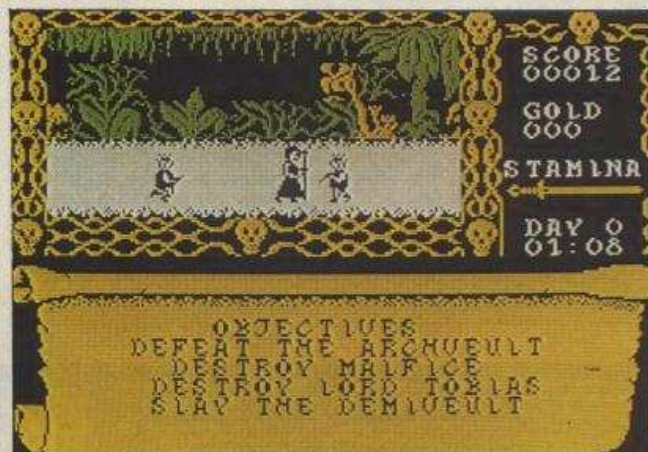 SCORE
00012
GOLD
000
STAMINA
DAY 0
01:08
OBJECTIVES
DEFEAT THE ARCHVEULT
DESTROY MALFICE
DESTROY LORD TOBIAS
SLAY THE DEMIVEULT